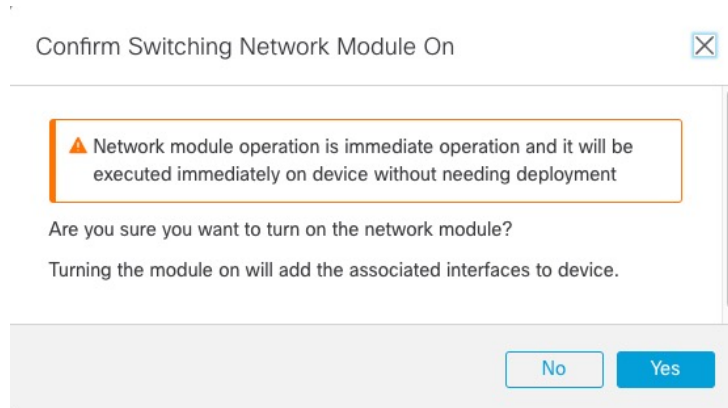 Confirm Switching Network Module On
Network module operation is immediate operation and it will be
executed immediately on device without needing deployment
Are you sure you want to turn on the network module?
Turning the module on will add the associated interfaces to device.
No
Yes